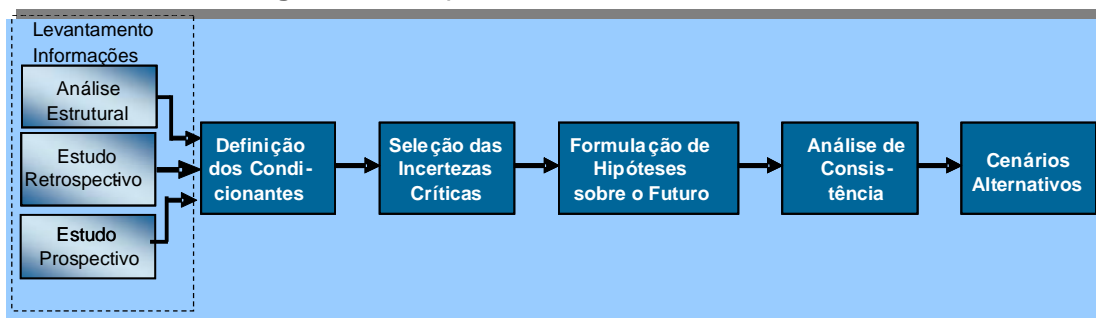 Levantamento
Informações
Análise
Estrutural
Estudo
Retrospectivo
Estudo
Prospectivo
Definição
dos Condi-
cionantes
Seleção das
Incertezas
Críticas
Formulação de
Hipóteses
sobre o Futuro
Análise de
Consis-
tência
Cenários
Alternativos